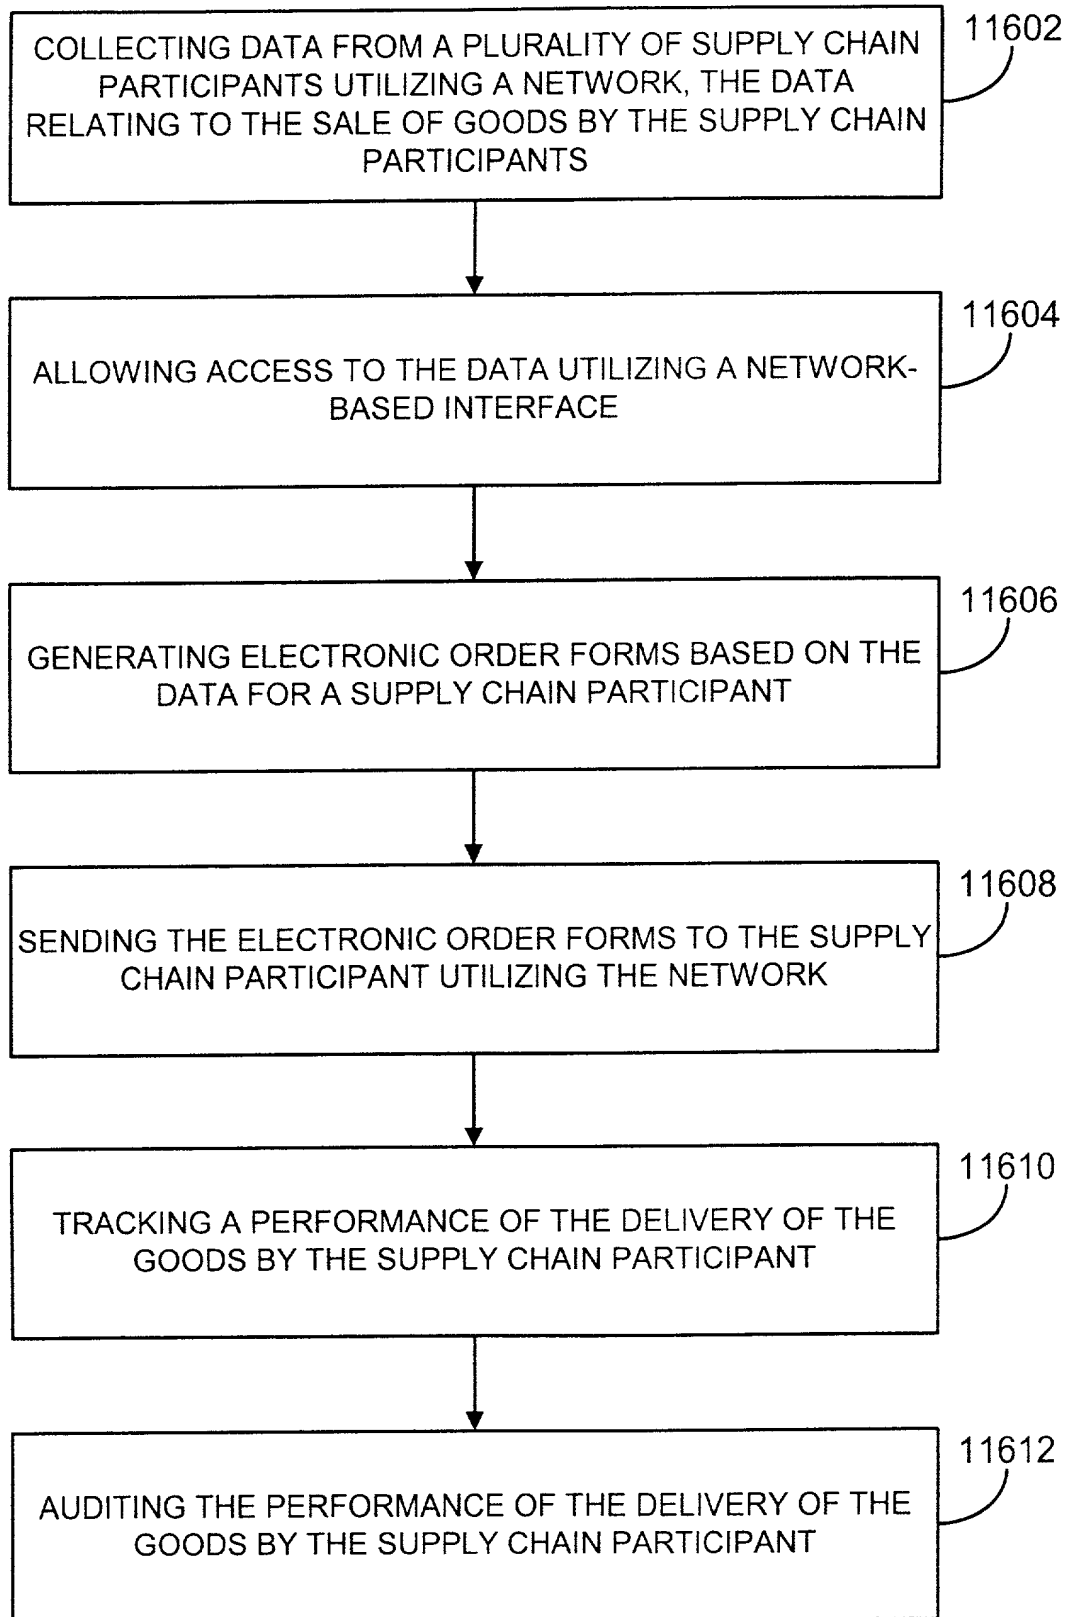 11602
COLLECTING DATA FROM A PLURALITY OF SUPPLY CHAIN
PARTICIPANTS UTILIZING A NETWORK, THE DATA
RELATING TO THE SALE OF GOODS BY THE SUPPLY CHAIN
PARTICIPANTS
11604
ALLOWING ACCESS TO THE DATA UTILIZING A NETWORK-
BASED INTERFACE
11606
GENERATING ELECTRONIC ORDER FORMS BASED ON THE
DATA FOR A SUPPLY CHAIN PARTICIPANT
11608
SENDING THE ELECTRONIC ORDER FORMS TO THE SUPPLY
CHAIN PARTICIPANT UTILIZING THE NETWORK
11610
TRACKING A PERFORMANCE OF THE DELIVERY OF THE
GOODS BY THE SUPPLY CHAIN PARTICIPANT
11612
AUDITING THE PERFORMANCE OF THE DELIVERY OF THE
GOODS BY THE SUPPLY CHAIN PARTICIPANT